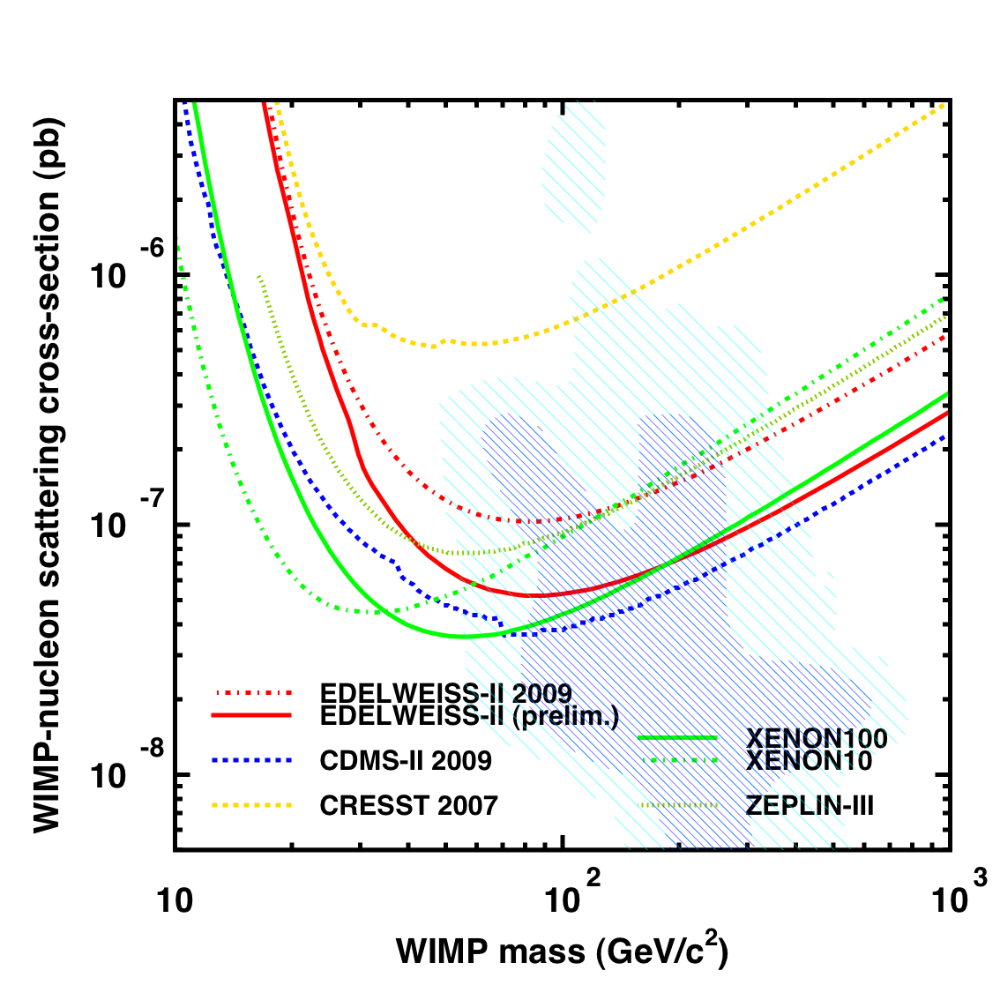 WIMP-nucleon scattering cross-section (pb)
10 -6
10 -7
10 -8
EDELWEISS-II 2009
EDELWEISS-II (prelim.)
CDMS-II 2009
CRESST 2007
XENON100
XENON10
ZEPLIN-III
10
10 2
10 3
WIMP mass (GeV/c2)